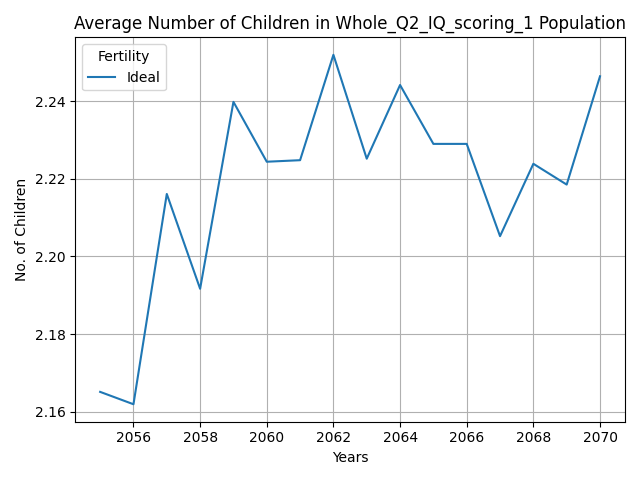 Average Number of Children in Whole_Q2_IQ_scoring_1 Population
Fertility
Ideal
No. of Children
2.24
2.22
2.20
2.18
2.16
2056 2058 2060 2062 2064 2066 2068 2070
Years